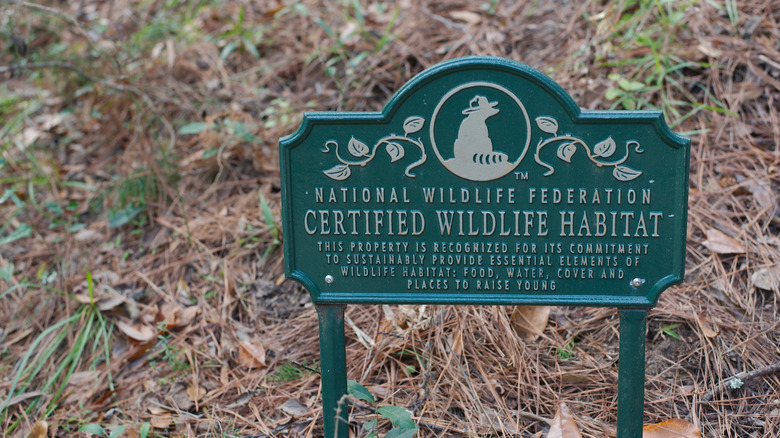 TM
NATIONAL WILDLIFE FEDERATION
CERTIFIED WILDLIFE HABITAT
THIS PROPERTY IS RECOGNIZED FOR ITS COMMITMENT
TO SUSTAINABLY PROVIDE ESSENTIAL ELEMENTS OF
WILDLIFE HABITAT: FOOD, WATER, COVER AND
PLACES TO RAISE YOUNG